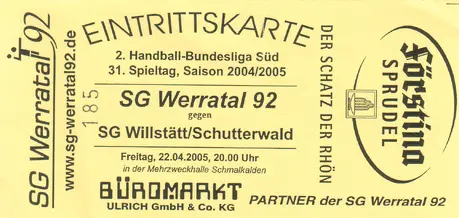 SG Werratal 92
www.sg-werratal92.de
185
EINTRITTSKARTE
2. Handball-Bundesliga Süd
31. Spieltag, Saison 2004/2005
SG Werratal 92
gegen
SG Willstätt/Schutterwald
Freitag, 22.04.2005, 20.00 Uhr
in der Mehrzweckhalle Schmalkalden
BÜROMARKT
ULRICH GmbH & Co. KG
PARTNER der SG Werratal 92
DER SCHATZ DER RHÖN
Förstina
SPRUDEL